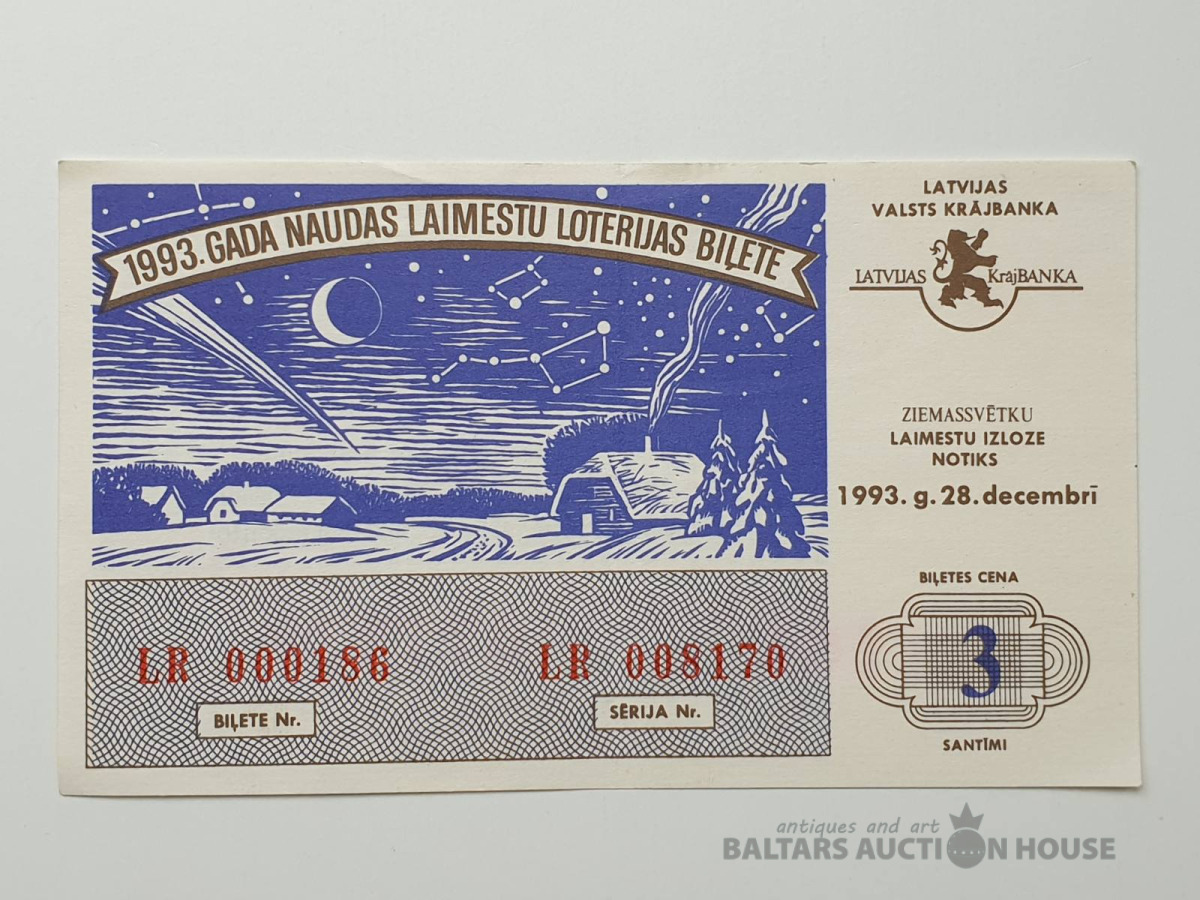 1993. GADA NAUDAS LAIMESTU LOTERIJAS BIĻETE
LATVIJAS
VALSTS KRĀJBANKA
LATVIJAS KrājBANKA
ZIEMASSVĒTKU
LAIMESTU IZLOZE
NOTIKS
1993. g. 28. decembrī
BIĻETES CENA
3
SANTĪMI
LR 000186 LR 008170
BIĻETE Nr. SĒRIJA Nr.
antiques and art
BALTARS AUCTION HOUSE